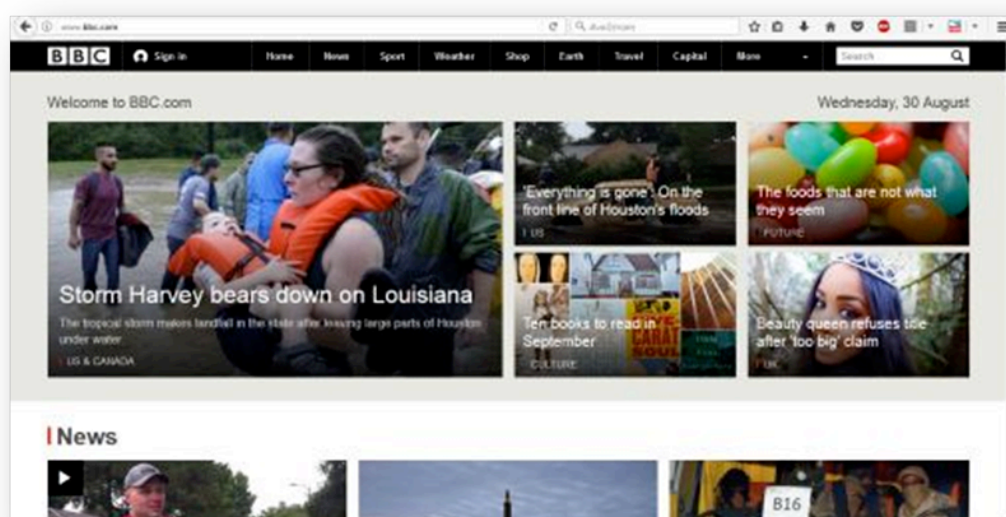 www.bbc.com
BBC Sign in Home News Sport Weather Shop Earth Travel Capital More Search
Welcome to BBC.com
Wednesday, 30 August
Storm Harvey bears down on Louisiana
The tropical storm makes landfall in the state after leaving large parts of Houston
under water
US & CANADA
'Everything is gone': On the
front line of Houston's floods
US
The foods that are not what
they seem
FUTURE
Ten books to read in
September
CULTURE
Beauty queen refuses title
after 'too big' claim
UK
News
B16